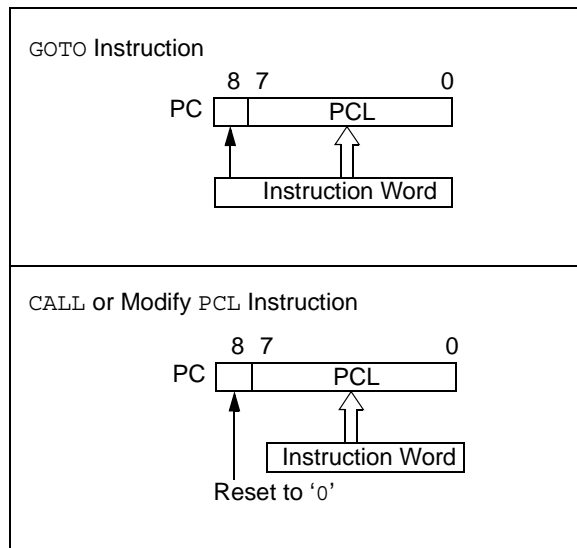 GOTO Instruction
8 7 0
PC PCL
Instruction Word
CALL or Modify PCL Instruction
8 7 0
PC PCL
Instruction Word
Reset to ‘0’